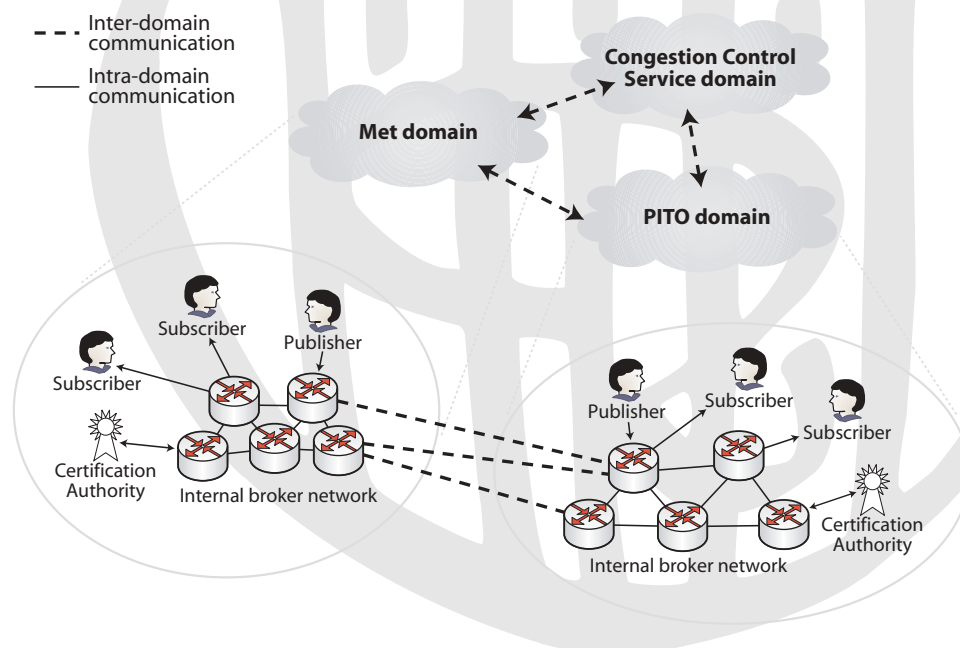 Inter-domain
communication
Intra-domain
communication
Congestion Control
Service domain
Met domain
PITO domain
Subscriber
Publisher
Subscriber
Certification
Authority
Internal broker network
Publisher
Subscriber
Subscriber
Certification
Authority
Internal broker network